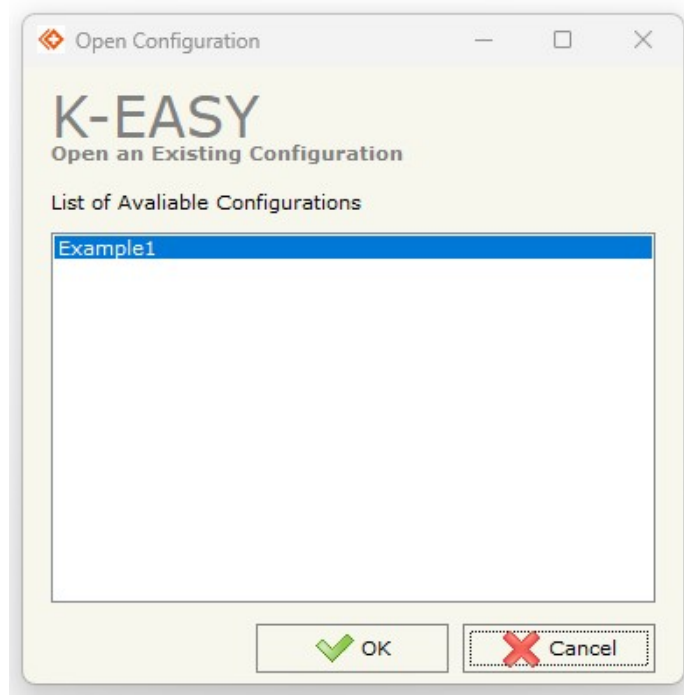 Open Configuration
K-EASY
Open an Existing Configuration
List of Avaliable Configurations
Example1
OK
Cancel